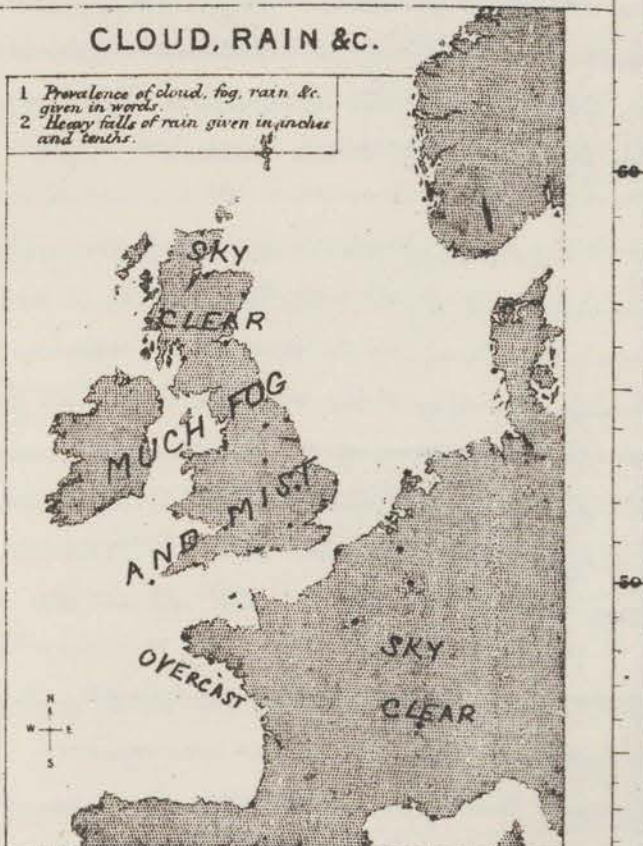 CLOUD, RAIN &c.
1 Prevalence of cloud, fog, rain &c.
given in words.
2 Heavy falls of rain given in inches
and tenths.
60
SKY
CLEAR
MUCH FOG
AND MIST
50
SKY
OVERCAST
CLEAR
N
W E
S